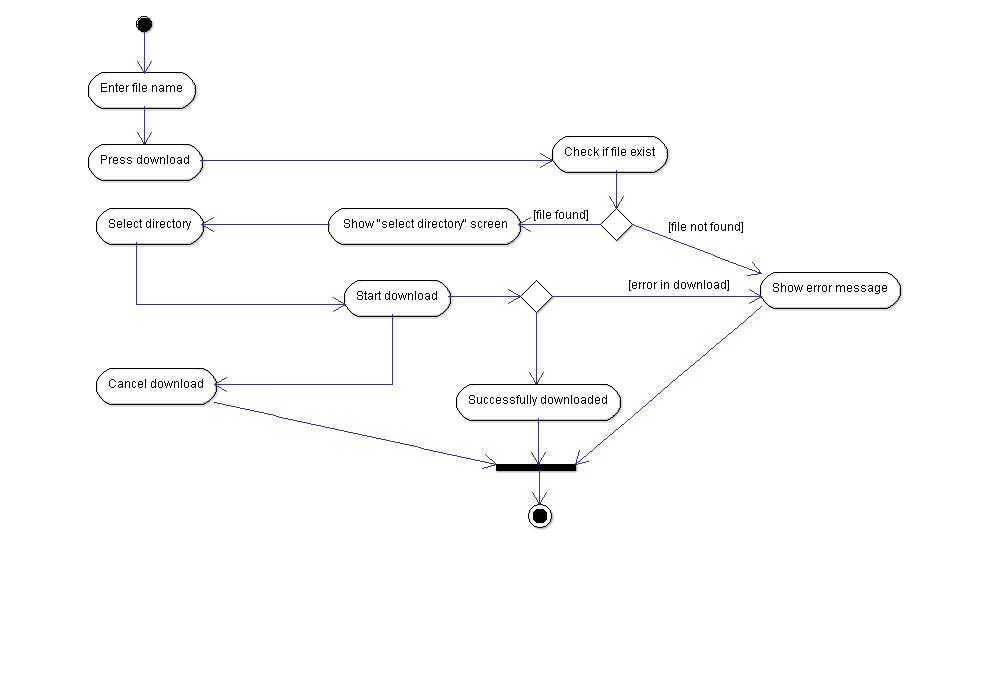 Enter file name
Press download
Check if file exist
Select directory
Show "select directory" screen
[file found]
[file not found]
Start download
[error in download]
Show error message
Cancel download
Successfully downloaded